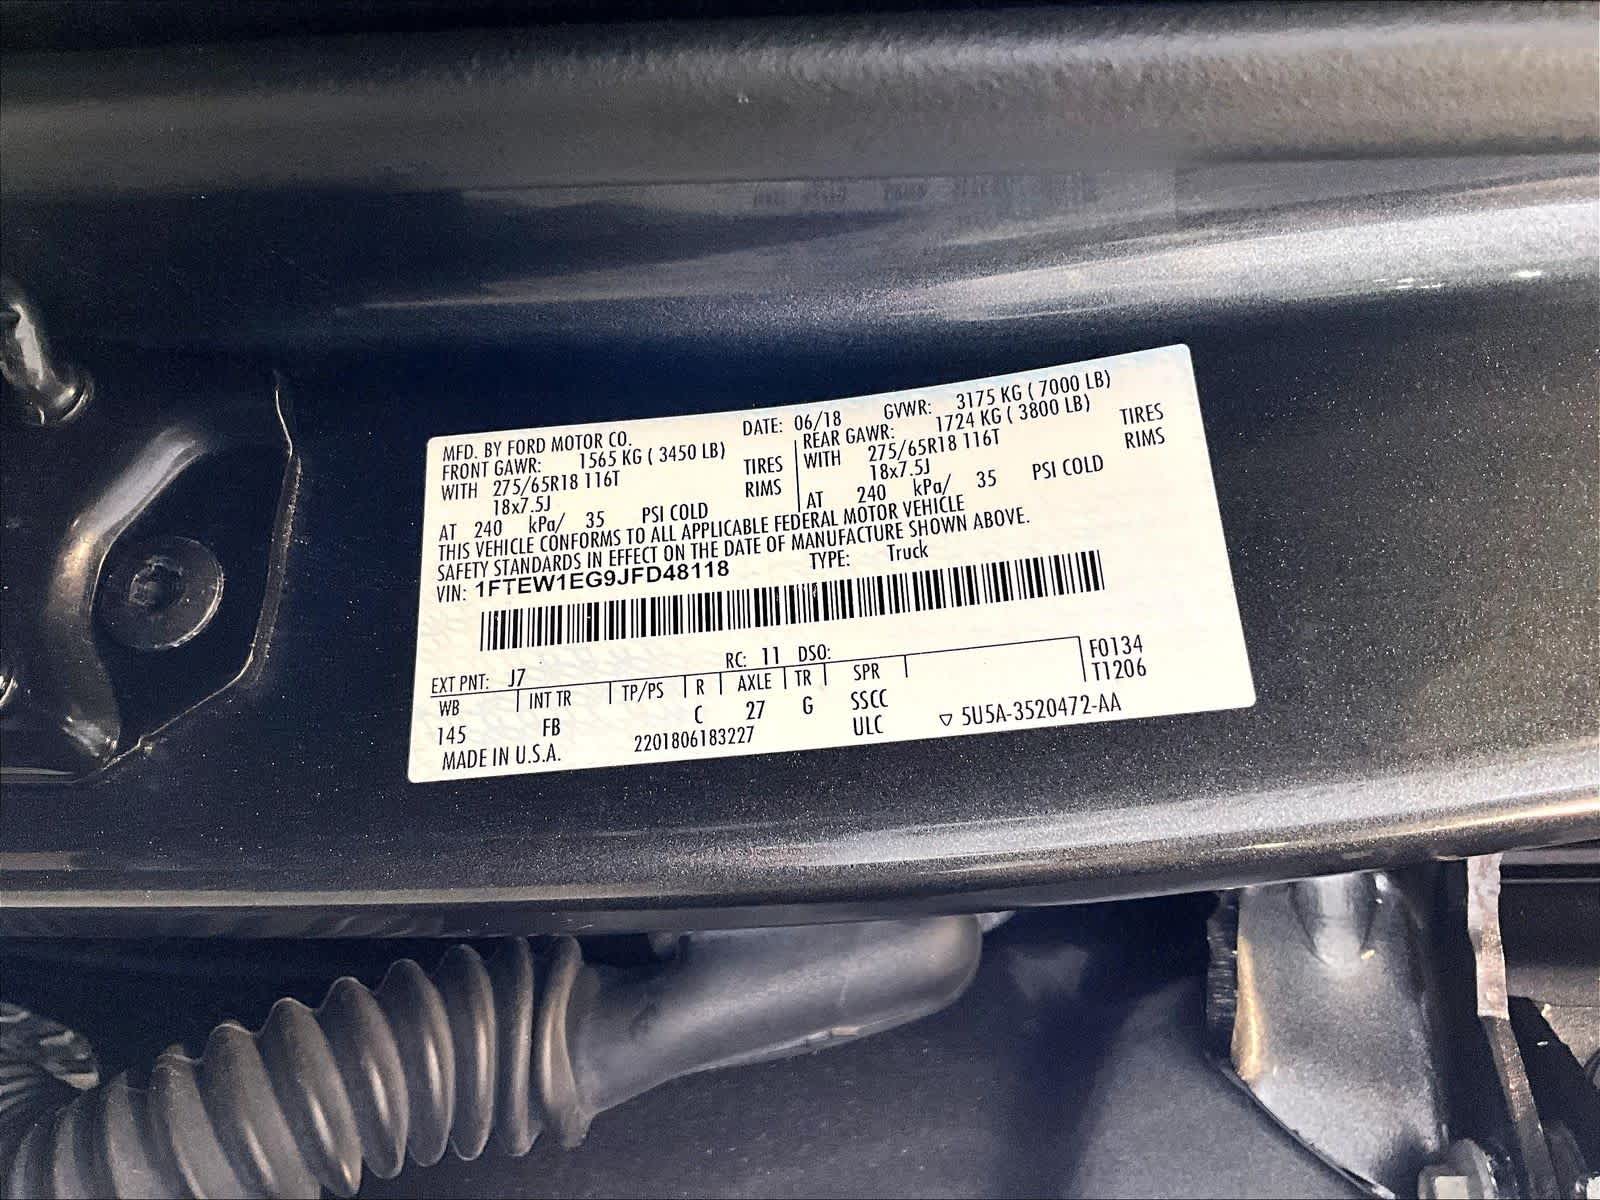 MFD. BY FORD MOTOR CO. DATE: 06/18 GVWR: 3175 KG ( 7000 LB)
FRONT GAWR: 1565 KG ( 3450 LB) REAR GAWR: 1724 KG ( 3800 LB)
WITH 275/65R18 116T TIRES WITH 275/65R18 116T TIRES
18x7.5J RIMS 18x7.5J RIMS
AT 240 kPa/ 35 PSI COLD AT 240 kPa/ 35 PSI COLD
THIS VEHICLE CONFORMS TO ALL APPLICABLE FEDERAL MOTOR VEHICLE
SAFETY STANDARDS IN EFFECT ON THE DATE OF MANUFACTURE SHOWN ABOVE.
VIN: 1FTEW1EG9JFD48118 TYPE: Truck
EXT PNT: J7 RC: 11 DSO: F0134
WB INT TR TP/PS R AXLE TR SPR T1206
145 FB C 27 G SSCC
ULC
MADE IN U.S.A. 2201806183227 ▽ 5U5A-3520472-AA